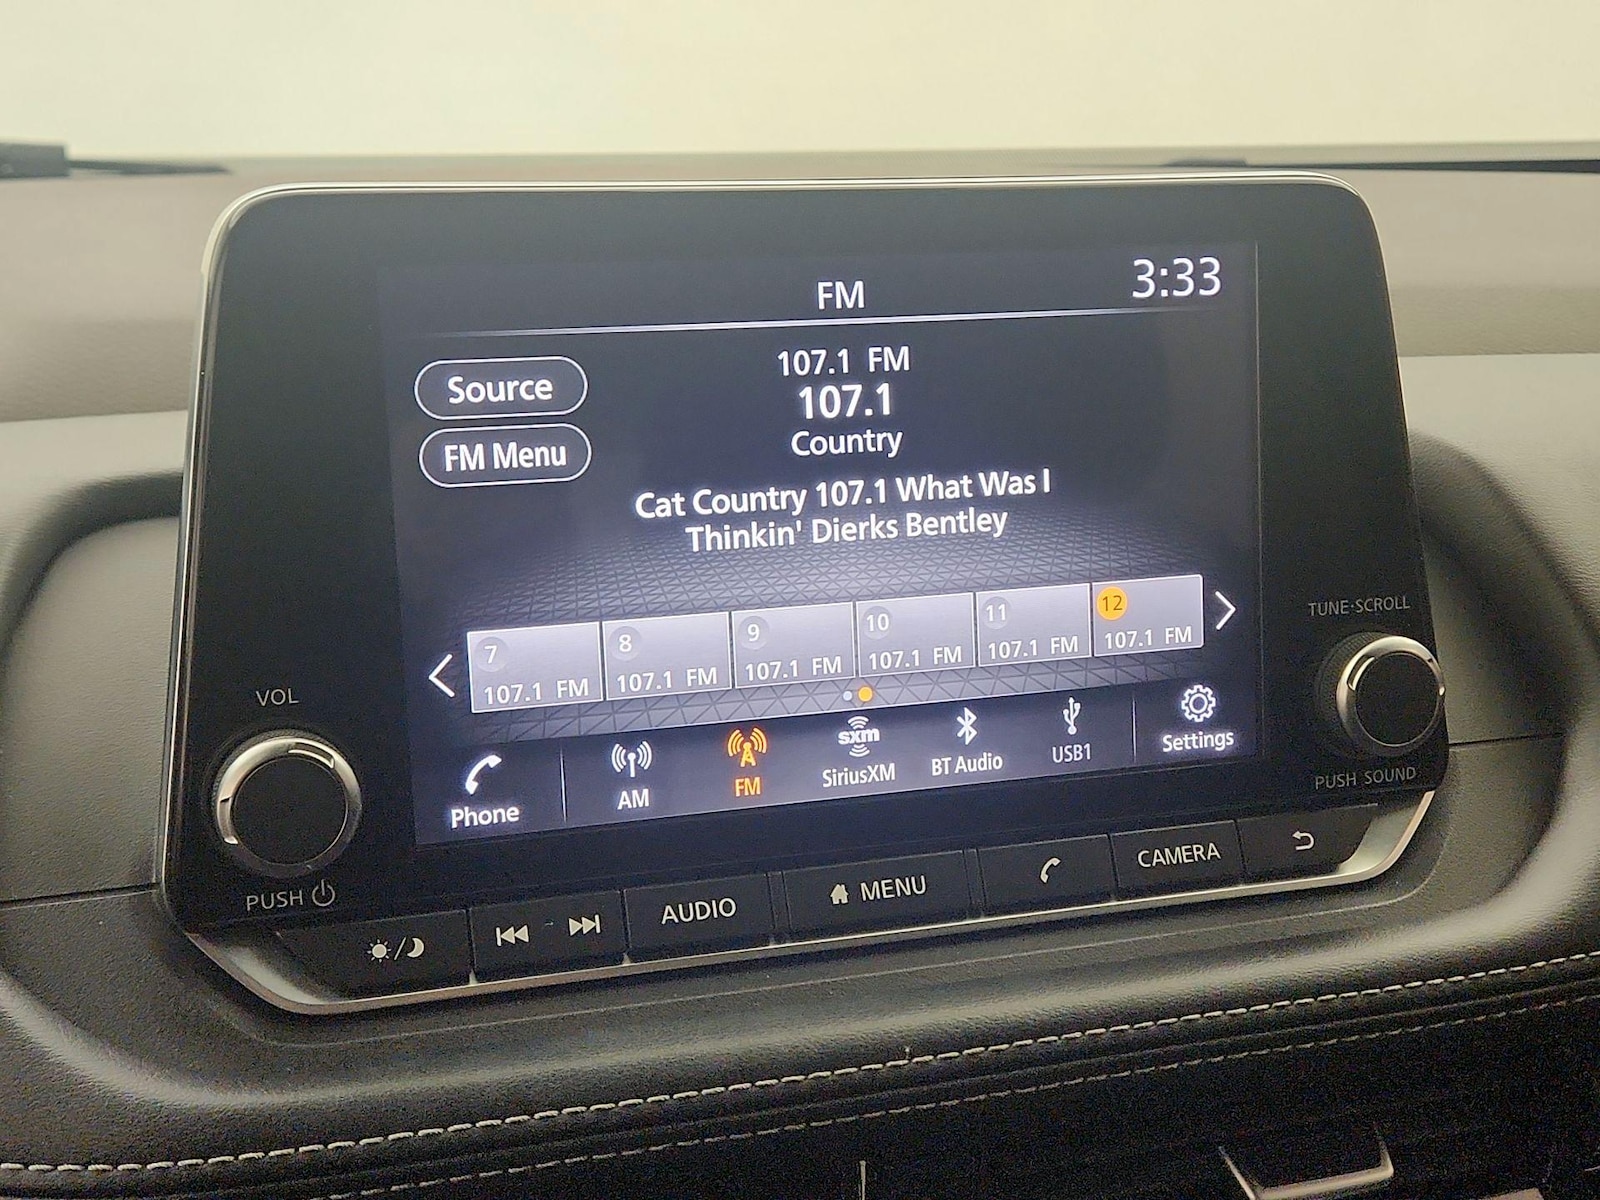 FM
3:33
Source
FM Menu
107.1 FM
107.1
Country
Cat Country 107.1 What Was I
Thinkin' Dierks Bentley
7
107.1 FM
8
107.1 FM
9
107.1 FM
10
107.1 FM
11
107.1 FM
12
107.1 FM
Phone
AM
FM
sxm
SiriusXM
BT Audio
USB1
Settings
VOL
PUSH
TUNE·SCROLL
PUSH SOUND
AUDIO
MENU
CAMERA